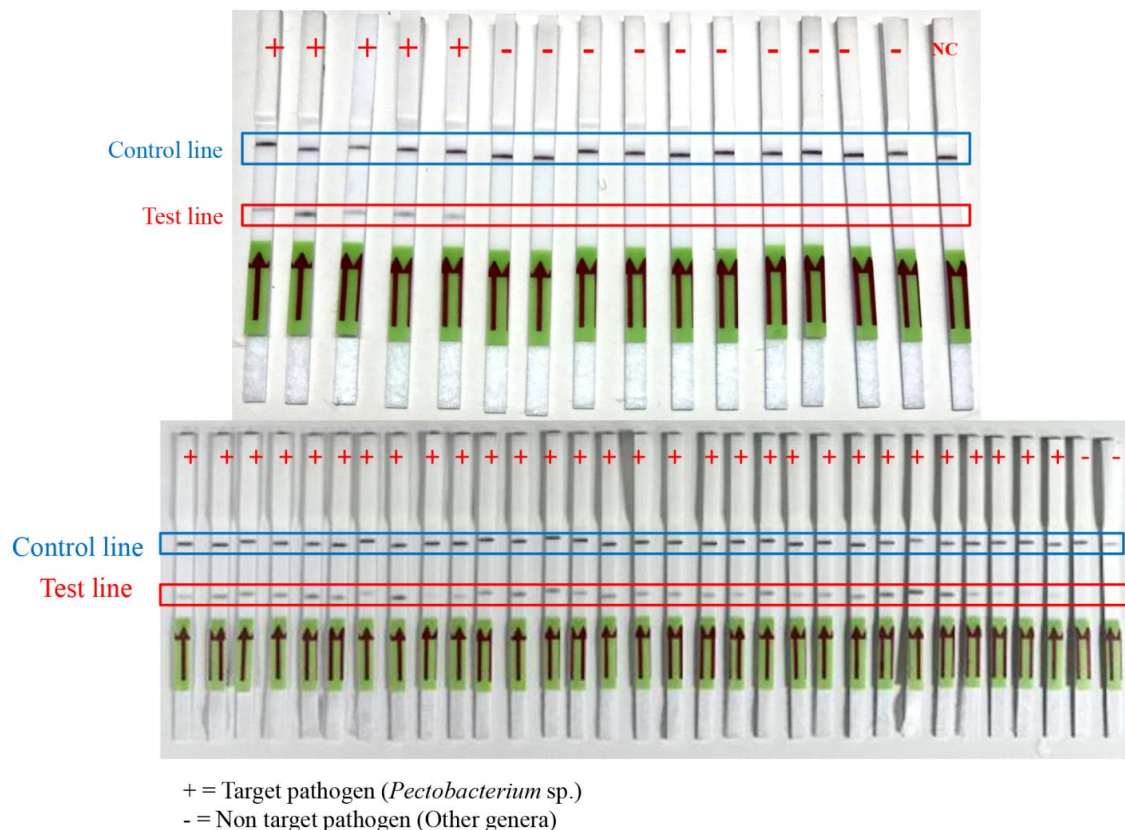 + + + + + - - - - - - - - - - NC
Control line
Test line
+ + + + + + + + + + + + + + + + + + + + + + + + + + + + + + - -
Control line
Test line
+ = Target pathogen (Pectobacterium sp.)
- = Non target pathogen (Other genera)